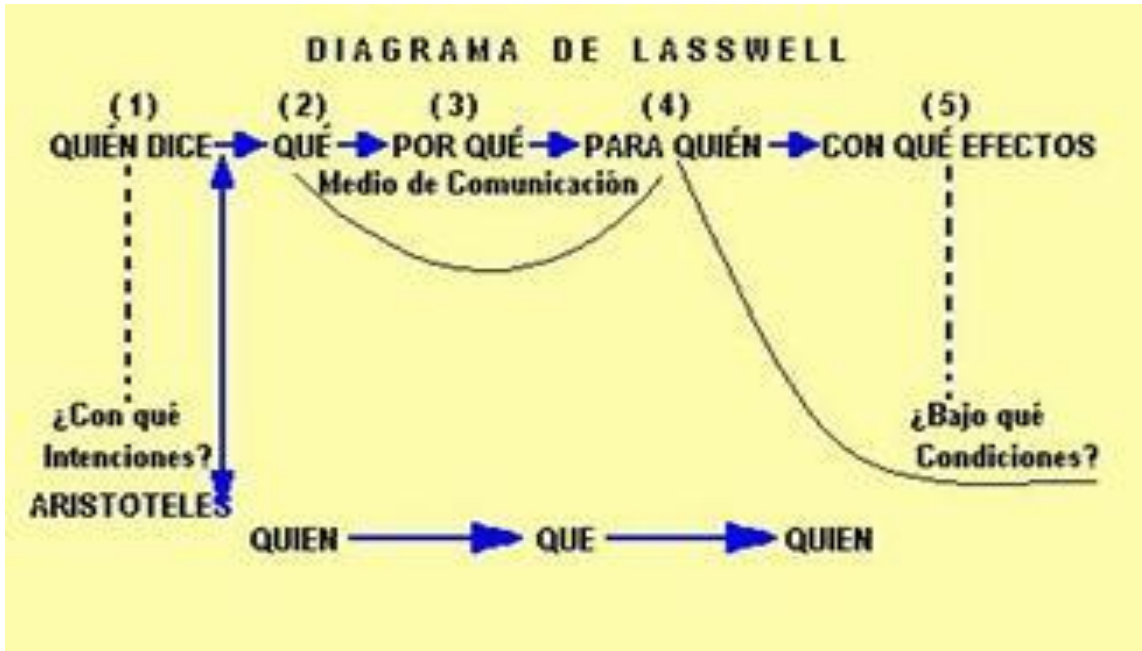 DIAGRAMA DE LASSWELL
(1) (2) (3) (4) (5)
QUIÉN DICE QUÉ POR QUÉ PARA QUIÉN CON QUÉ EFECTOS
Medio de Comunicación
¿Con qué ¿Bajo qué
Intenciones? Condiciones?
ARISTOTELES
QUIEN QUE QUIEN